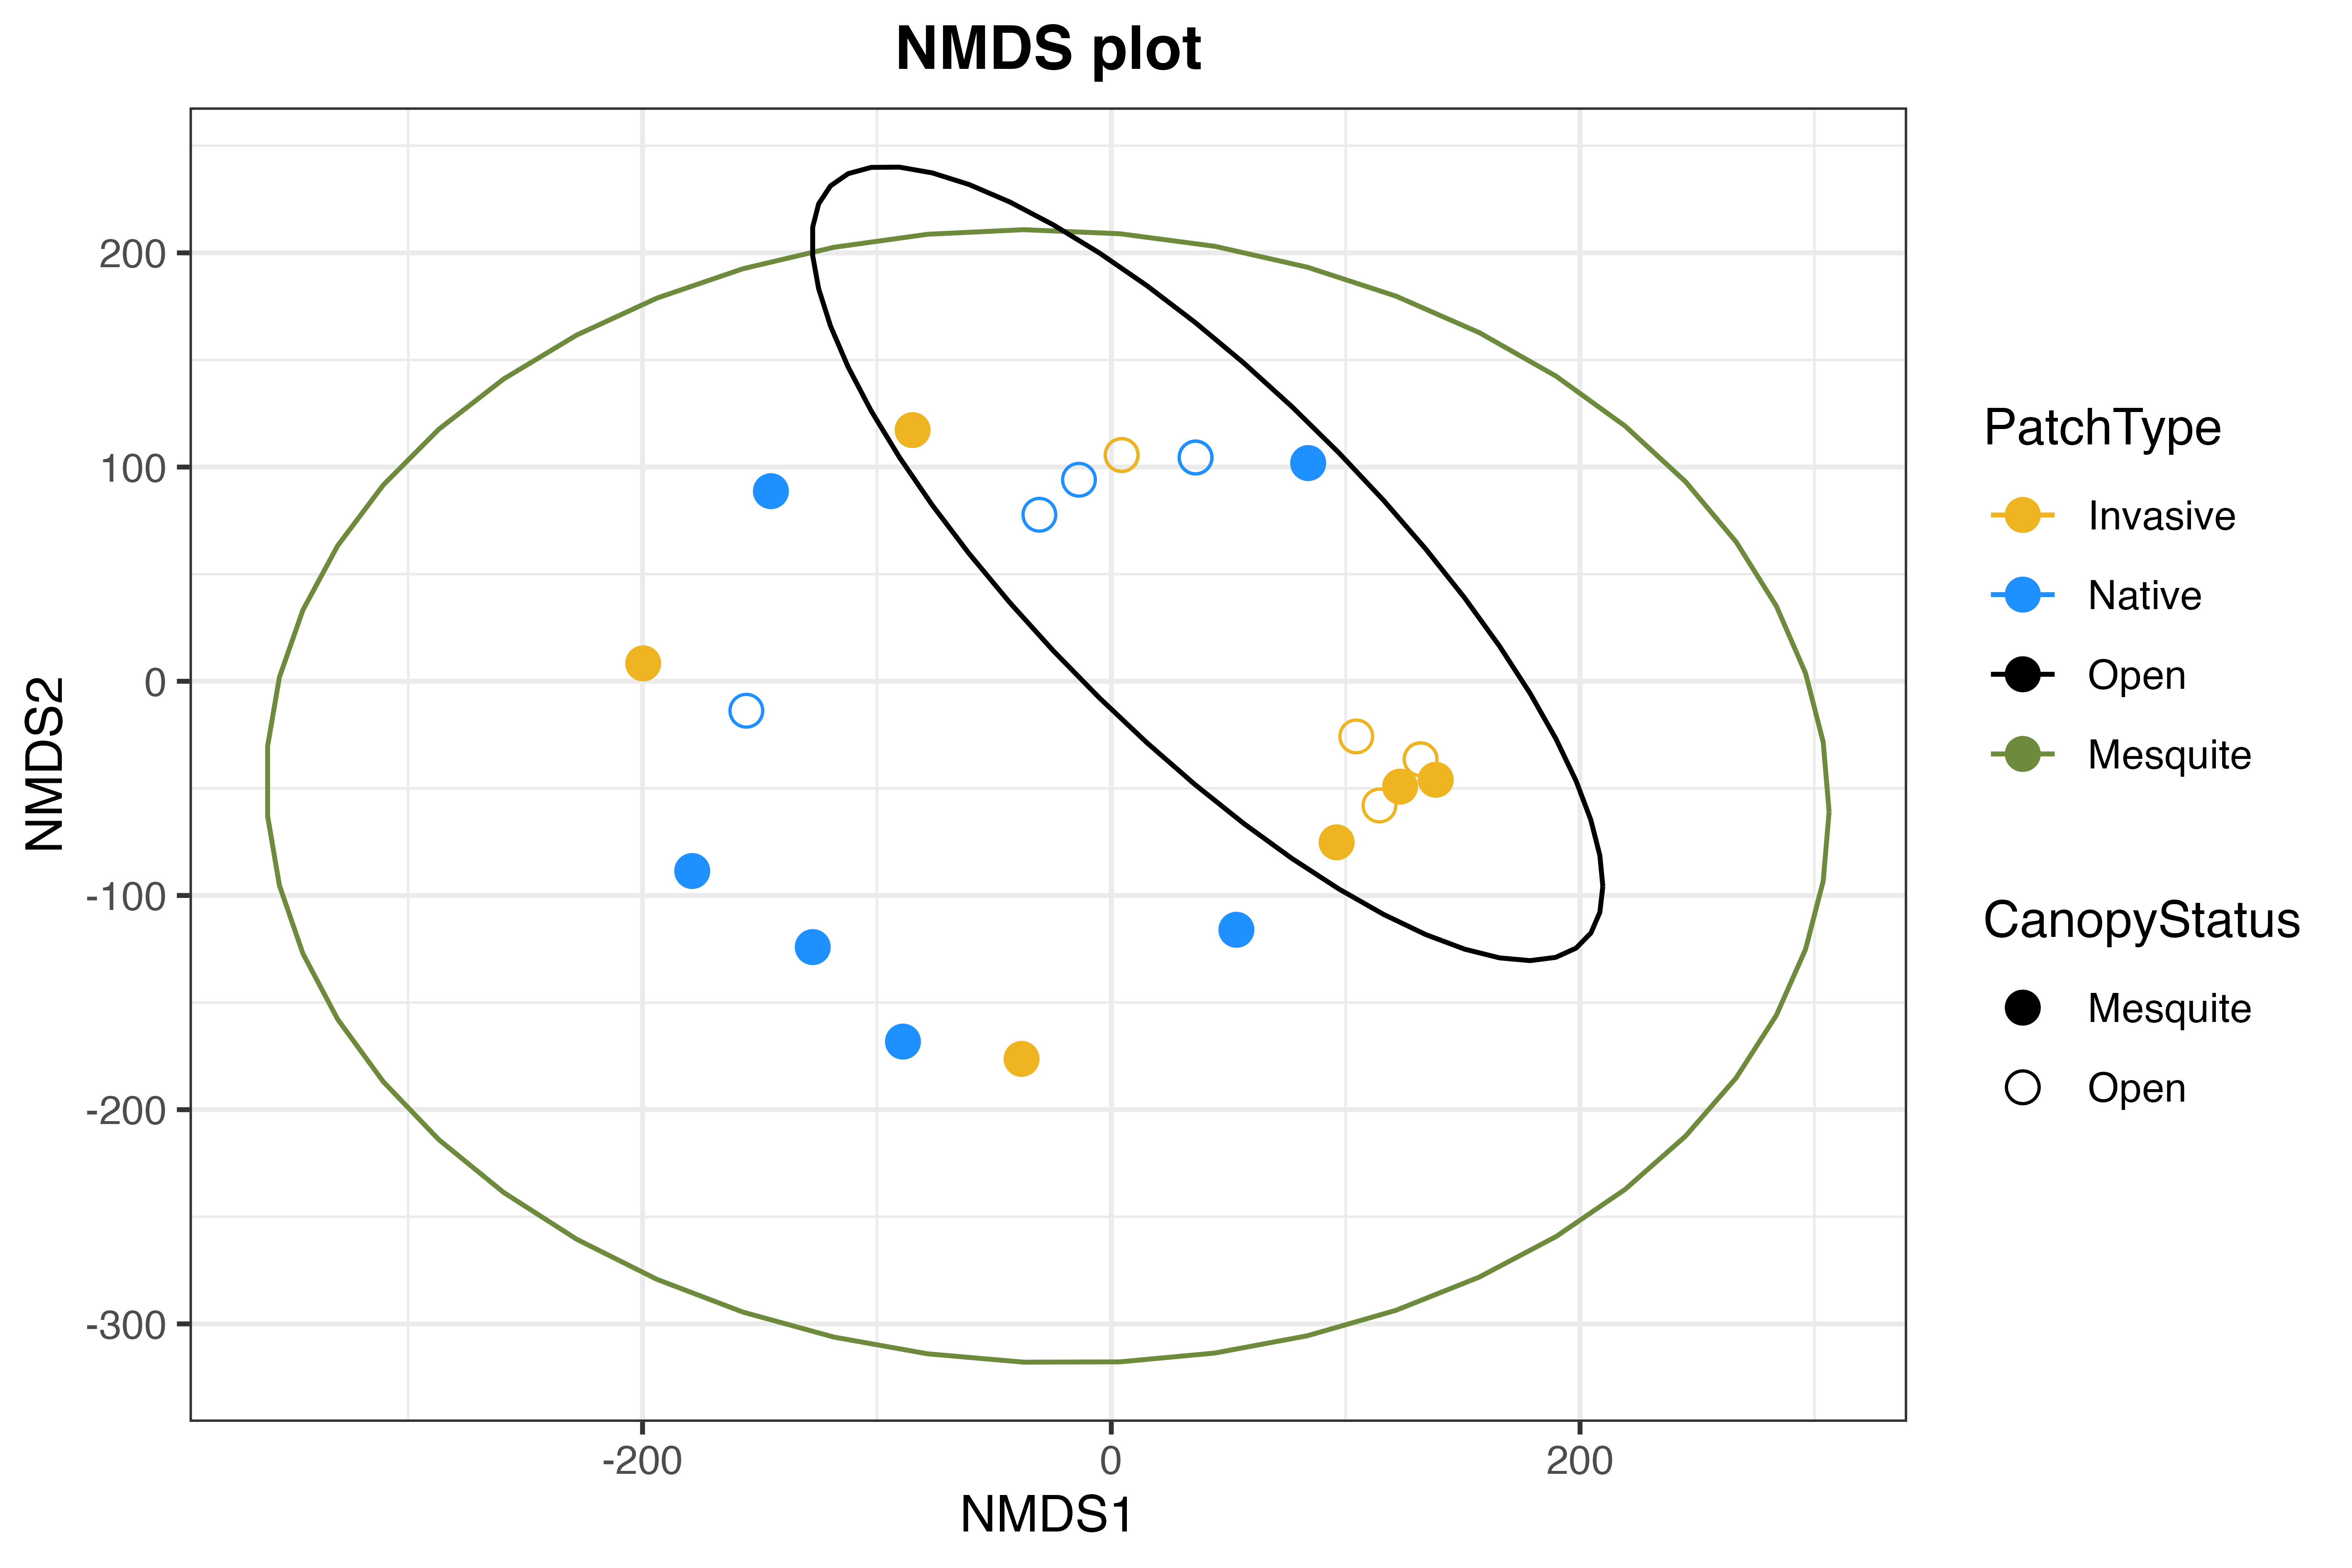 NMDS plot
NMDS2
200
100
0
-100
-200
-300
-200
0
200
NMDS1
PatchType
Invasive
Native
Open
Mesquite
CanopyStatus
Mesquite
Open